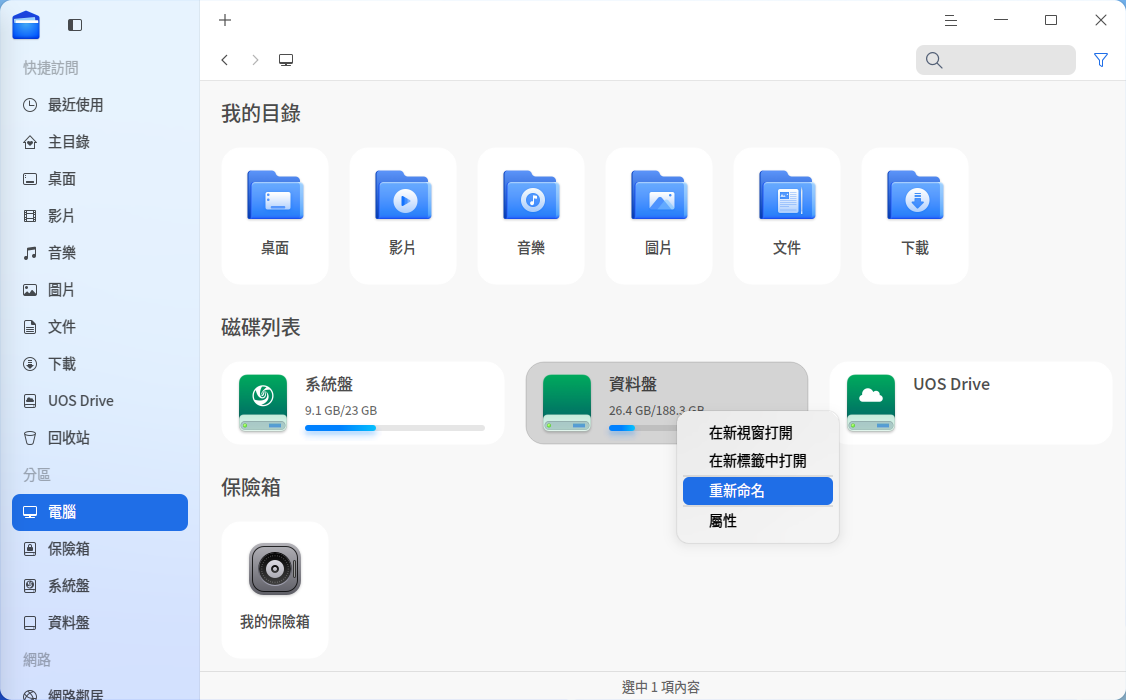 快捷訪問
最近使用
主目錄
桌面
影片
音樂
圖片
文件
下載
UOS Drive
回收站
分區
電腦
保險箱
系統盤
資料盤
網路
網路鄰居
我的目錄
桌面
影片
音樂
圖片
文件
下載
磁碟列表
系統盤
9.1 GB/23 GB
資料盤
26.4 GB/188.3 GB
UOS Drive
在新視窗打開
在新標籤中打開
重新命名
屬性
保險箱
我的保險箱
選中 1 項內容